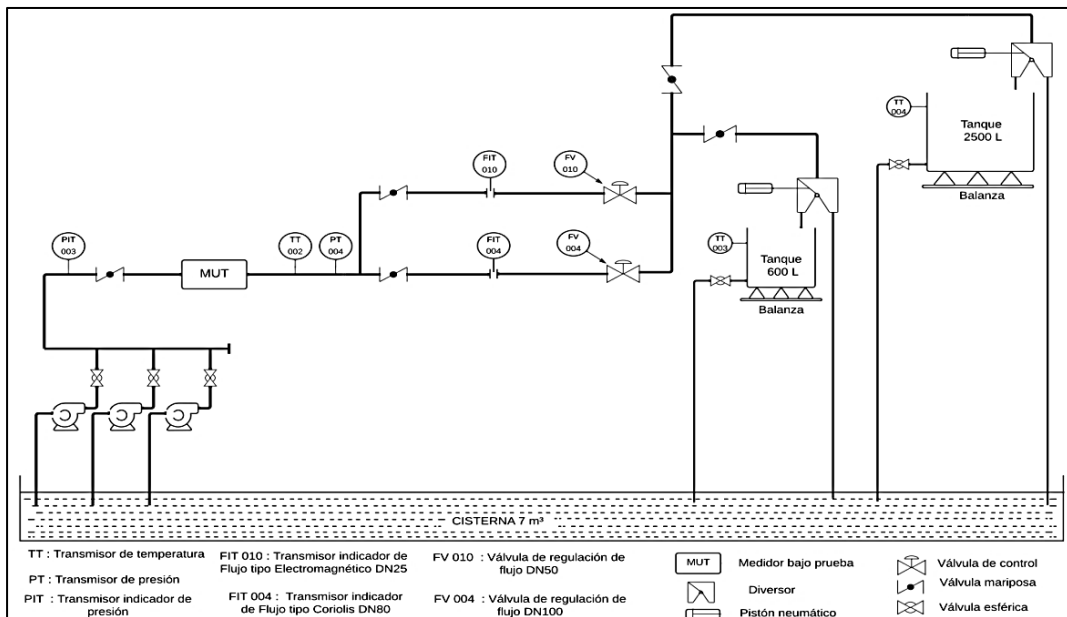 TT
004
Tanque
2500 L
Balanza
FIT
010
FV
010
PIT
003
TT
002
PT
004
FIT
004
FV
004
TT
003
MUT
Tanque
600 L
Balanza
CISTERNA 7 m³
TT : Transmisor de temperatura
PT : Transmisor de presión
PIT : Transmisor indicador de
presión
FIT 010 : Transmisor indicador de
Flujo tipo Electromagnético DN25
FIT 004 : Transmisor indicador
de Flujo tipo Coriolis DN80
FV 010 : Válvula de regulación de
flujo DN50
FV 004 : Válvula de regulación de
flujo DN100
MUT Medidor bajo prueba
Diversor
Pistón neumático
Válvula de control
Válvula mariposa
Válvula esférica